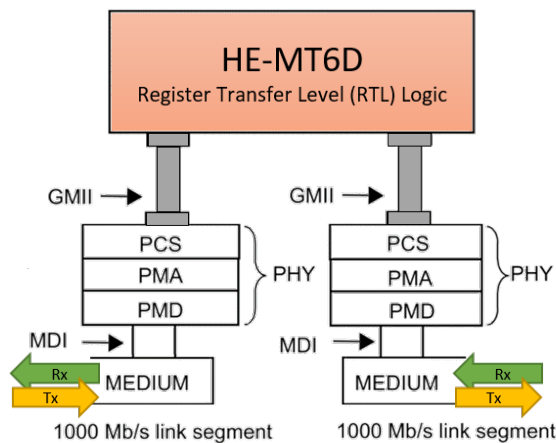 HE-MT6D
Register Transfer Level (RTL) Logic
GMII
GMII
PCS
PMA
PMD
PHY
PCS
PMA
PMD
PHY
MDI
MDI
Rx
Tx
MEDIUM
MEDIUM
Rx
Tx
1000 Mb/s link segment
1000 Mb/s link segment